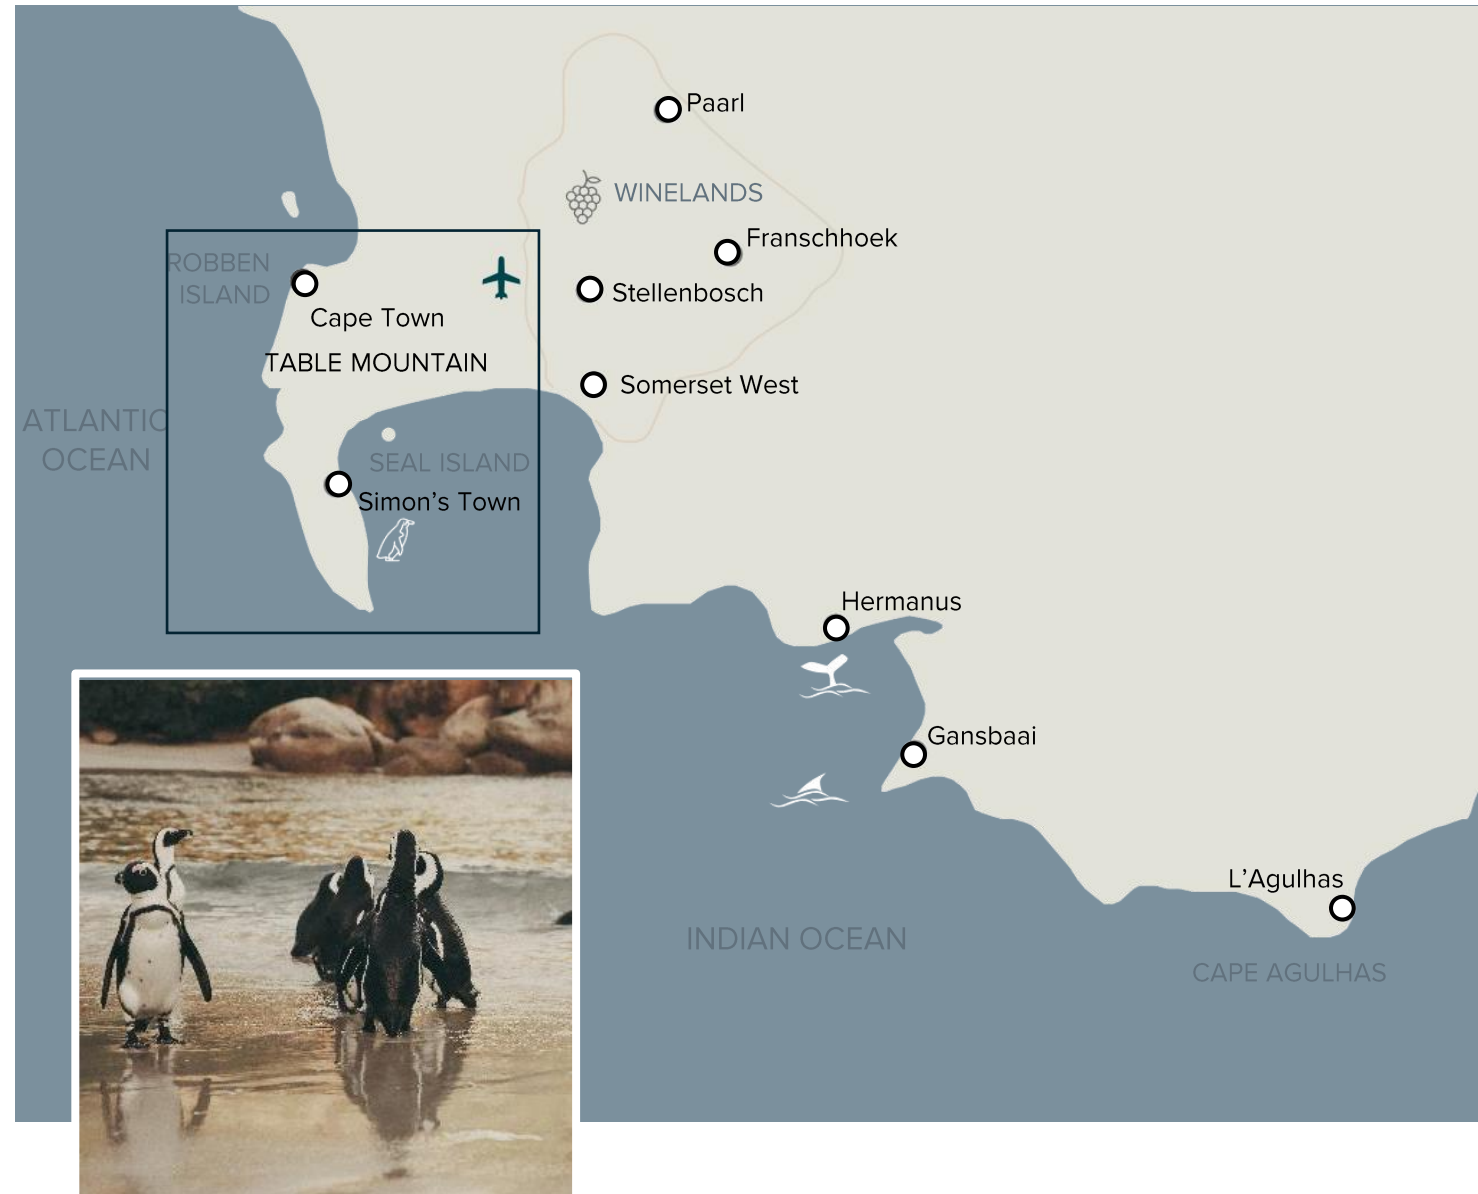 Paarl
WINELANDS
Franschhoek
ROBBEN
ISLAND
Stellenbosch
Cape Town
TABLE MOUNTAIN
Somerset West
ATLANTIC
OCEAN
SEAL ISLAND
Simon’s Town
Hermanus
Gansbaai
L’Agulhas
INDIAN OCEAN
CAPE AGULHAS